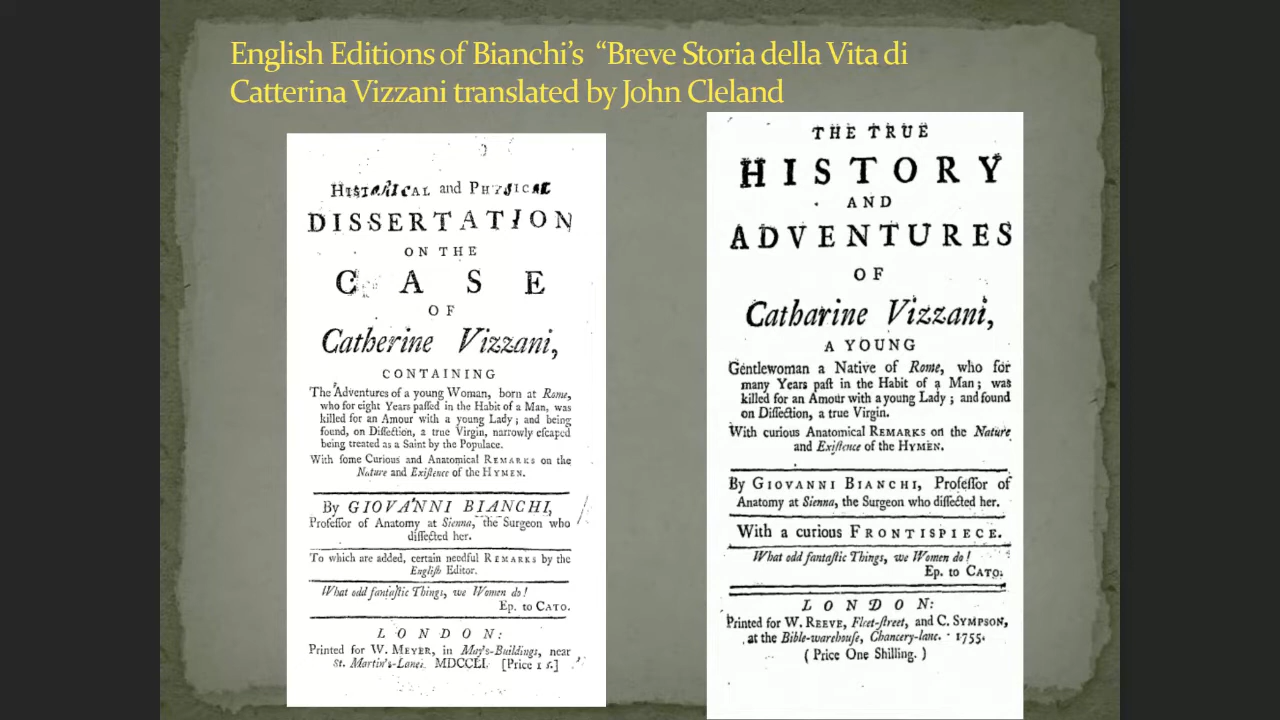 English Editions of Bianchi’s “Breve Storia della Vita di
Catterina Vizzani translated by John Cleland
HISTORICAL and PHYSICAL
DISSERTATION
ON THE
CASE
OF
Catherine Vizzani,
CONTAINING
The Adventures of a young Woman, born at Rome,
who for eight Years paſſed in the Habit of a Man, was
killed for an Amour with a young Lady; and being
found, on Diſſection, a true Virgin, narrowly eſcaped
being treated as a Saint by the Populace.
With ſome Curious and Anatomical REMARKS on the
Nature and Exiſtence of the HYMEN.
By GIOVANNI BIANCHI,
Profeſſor of Anatomy at Sienna, the Surgeon who
diſſected her.
To which are added, certain needful REMARKS by the
Engliſh Editor.
What odd fantaſtic Things, we Women do!
Ep. to CATO.
LONDON:
Printed for W. MEYER, in May's-Buildings, near
St. Martin's-Lane. MDCCLI. [Price 1 s.]
THE TRUE
HISTORY
AND
ADVENTURES
OF
Catharine Vizzani,
A YOUNG
Gentlewoman a Native of Rome, who for
many Years paſt in the Habit of a Man; was
killed for an Amour with a young Lady; and found
on Diſſection, a true Virgin.
With curious Anatomical REMARKS on the Nature
and Exiſtence of the HYMEN.
By GIOVANNI BIANCHI, Profeſſor of
Anatomy at Sienna, the Surgeon who diſſected her.
With a curious FRONTISPIECE.
What odd fantaſtic Things, we Women do!
Ep. to CATO.
LONDON:
Printed for W. REEVE, Fleet-ſtreet, and C. SYMPSON,
at the Bible-warehouſe, Chancery-lane. 1755.
( Price One Shilling. )